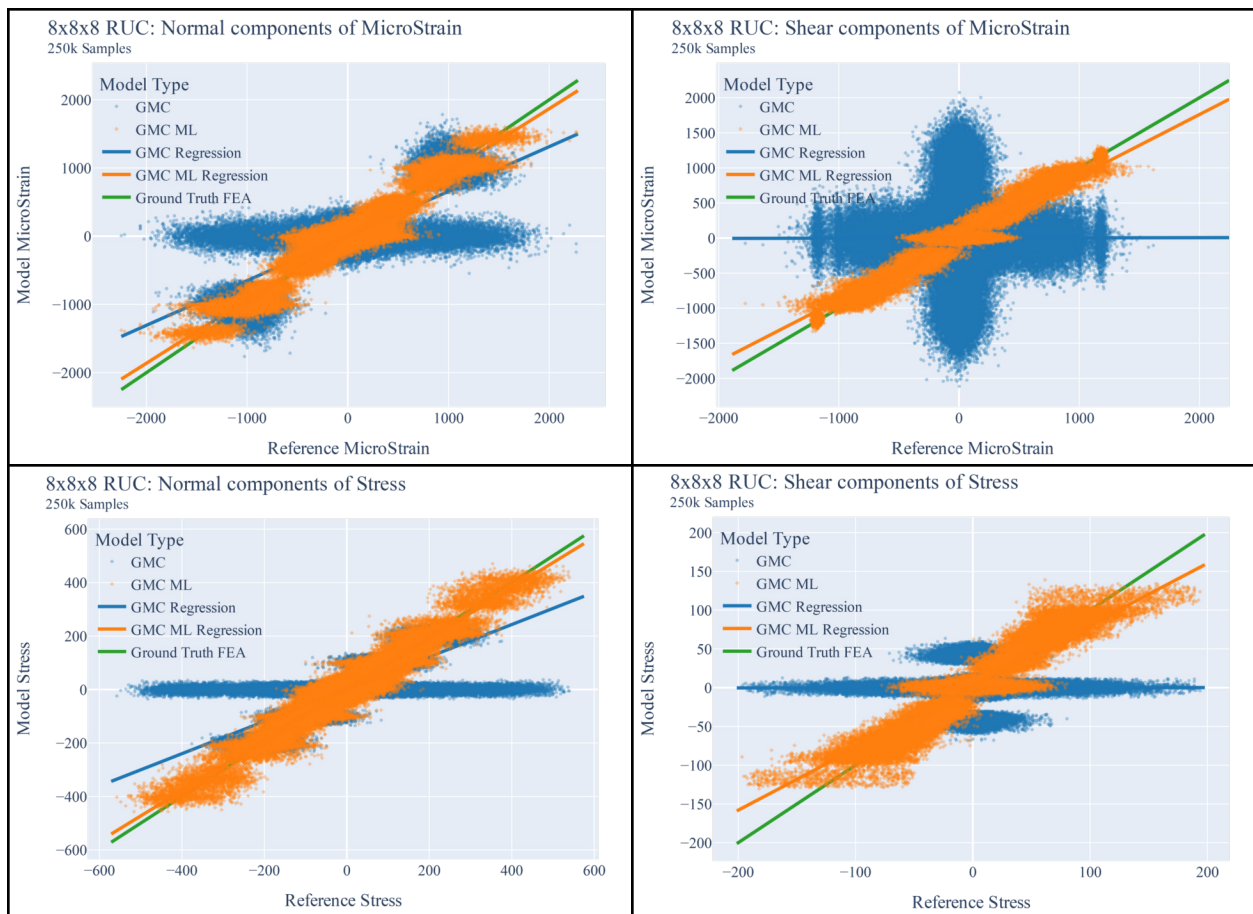 8x8x8 RUC: Normal components of MicroStrain
250k Samples
Model Type
GMC
GMC ML
GMC Regression
GMC ML Regression
Ground Truth FEA
2000
1000
0
−1000
−2000
Model MicroStrain
−2000 −1000 0 1000 2000
Reference MicroStrain
8x8x8 RUC: Shear components of MicroStrain
250k Samples
Model Type
GMC
GMC ML
GMC Regression
GMC ML Regression
Ground Truth FEA
2000
1500
1000
500
0
−500
−1000
−1500
−2000
Model MicroStrain
−2000 −1000 0 1000 2000
Reference MicroStrain
8x8x8 RUC: Normal components of Stress
250k Samples
Model Type
GMC
GMC ML
GMC Regression
GMC ML Regression
Ground Truth FEA
600
400
200
0
−200
−400
−600
Model Stress
−600 −400 −200 0 200 400 600
Reference Stress
8x8x8 RUC: Shear components of Stress
250k Samples
Model Type
GMC
GMC ML
GMC Regression
GMC ML Regression
Ground Truth FEA
200
150
100
50
0
−50
−100
−150
−200
Model Stress
−200 −100 0 100 200
Reference Stress